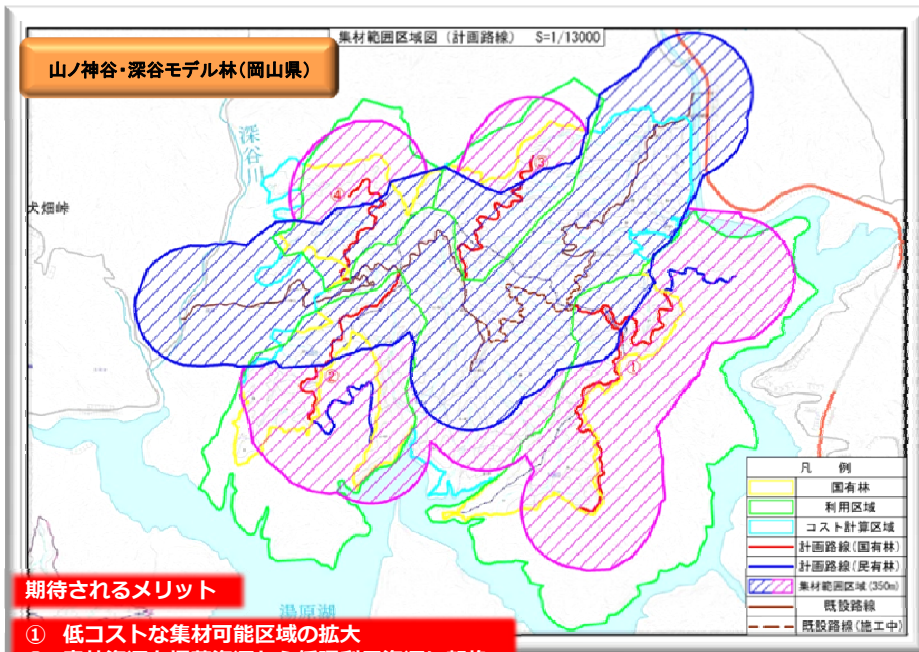 集材範囲区域図（計画路線） S=1/13000
山ノ神谷・深谷モデル林（岡山県）
深谷川
犬畑峠
④
③
②
①
凡 例
国有林
利用区域
コスト計算区域
計画路線（国有林）
計画路線（民有林）
集材範囲区域（350m）
既設路線
既設路線（施工中）
期待されるメリット
湯原湖
① 低コストな集材可能区域の拡大